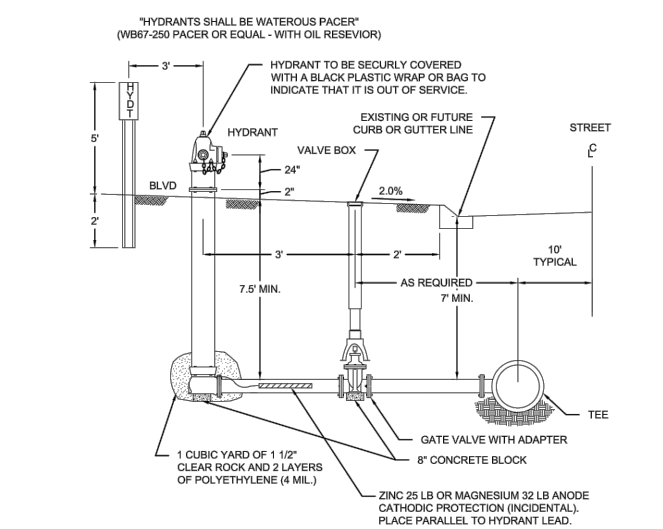 "HYDRANTS SHALL BE WATEROUS PACER"
(WB67-250 PACER OR EQUAL - WITH OIL RESEVIOR)
3'
HYDRANT TO BE SECURLY COVERED
WITH A BLACK PLASTIC WRAP OR BAG TO
INDICATE THAT IT IS OUT OF SERVICE.
HYDT
EXISTING OR FUTURE
CURB OR GUTTER LINE
STREET
CL
5'
HYDRANT
VALVE BOX
24"
BLVD
2"
2.0%
2'
3'
2'
10'
TYPICAL
AS REQUIRED
7.5' MIN.
7' MIN.
TEE
GATE VALVE WITH ADAPTER
1 CUBIC YARD OF 1 1/2"
CLEAR ROCK AND 2 LAYERS
OF POLYETHYLENE (4 MIL.)
8" CONCRETE BLOCK
ZINC 25 LB OR MAGNESIUM 32 LB ANODE
CATHODIC PROTECTION (INCIDENTAL).
PLACE PARALLEL TO HYDRANT LEAD.